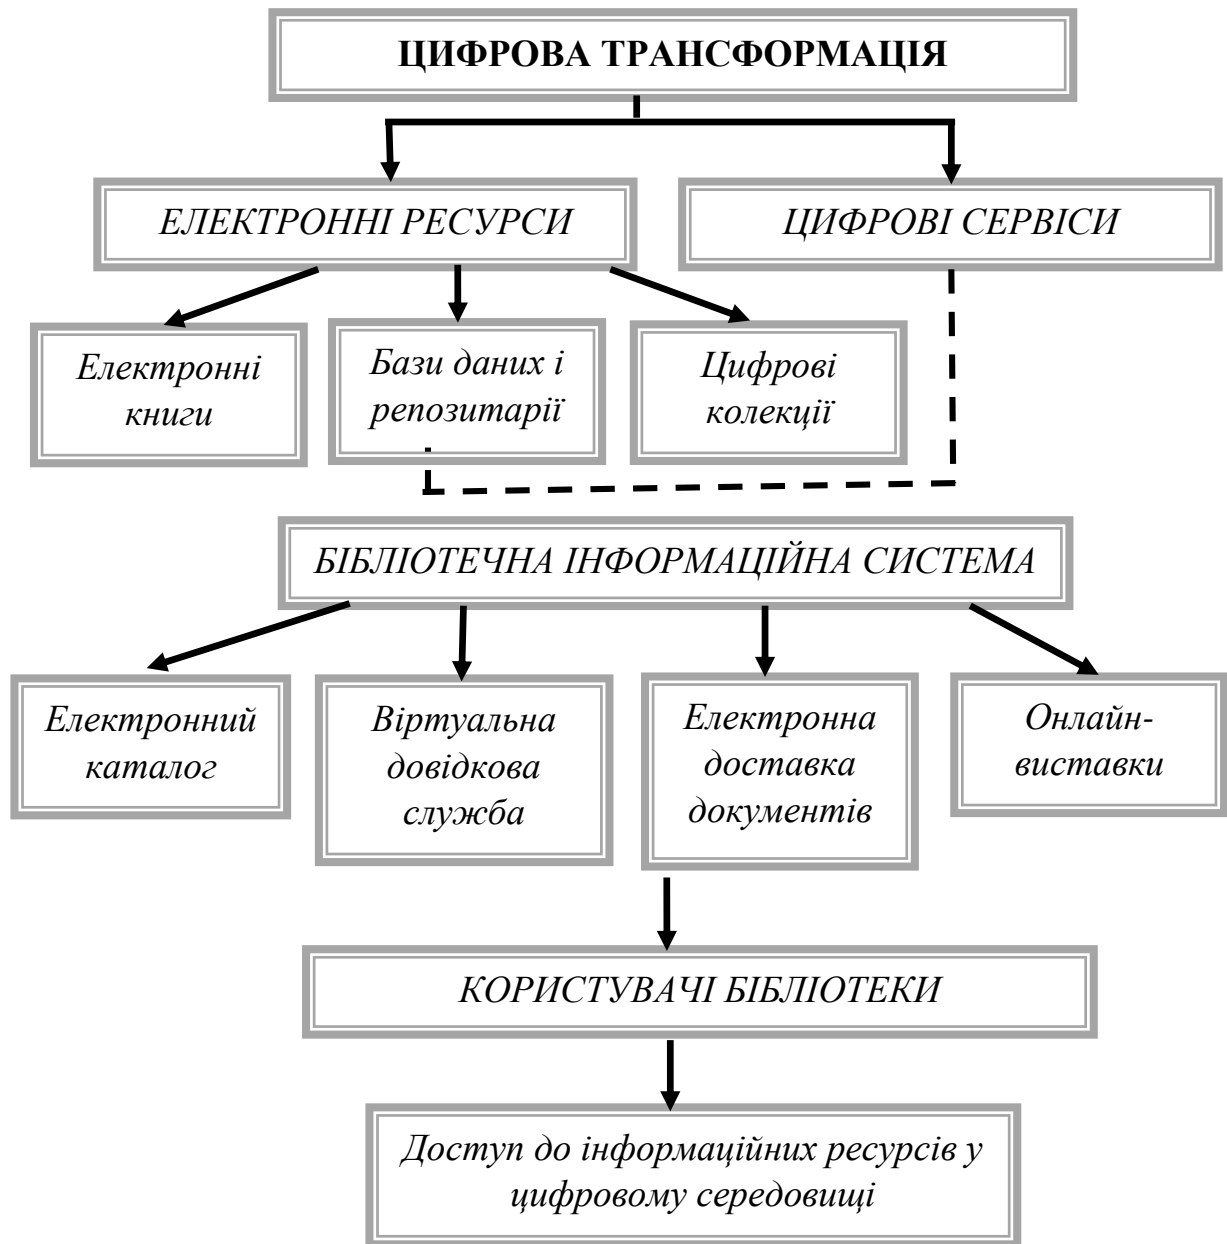 ЦИФРОВА ТРАНСФОРМАЦІЯ
ЕЛЕКТРОННІ РЕСУРСИ
ЦИФРОВІ СЕРВІСИ
Електронні
книги
Бази даних і
репозитарії
Цифрові
колекції
БІБЛІОТЕЧНА ІНФОРМАЦІЙНА СИСТЕМА
Електронний
каталог
Віртуальна
довідкова
служба
Електронна
доставка
документів
Онлайн-
виставки
КОРИСТУВАЧІ БІБЛІОТЕКИ
Доступ до інформаційних ресурсів у
цифровому середовищі